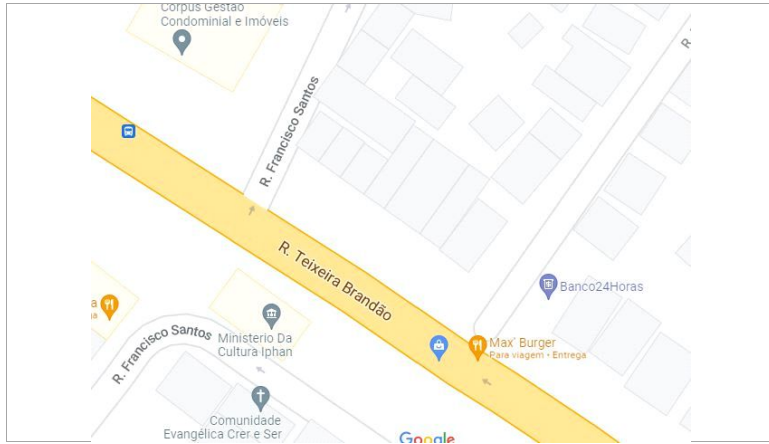 Corpus Gestão
Condominial e Imóveis
R. Francisco Santos
R. Teixeira Brandão
Banco24Horas
a
R. Francisco Santos
Ministerio Da
Cultura Iphan
Max' Burger
Para viagem • Entrega
Comunidade
Evangélica Crer e Ser
Google
R.